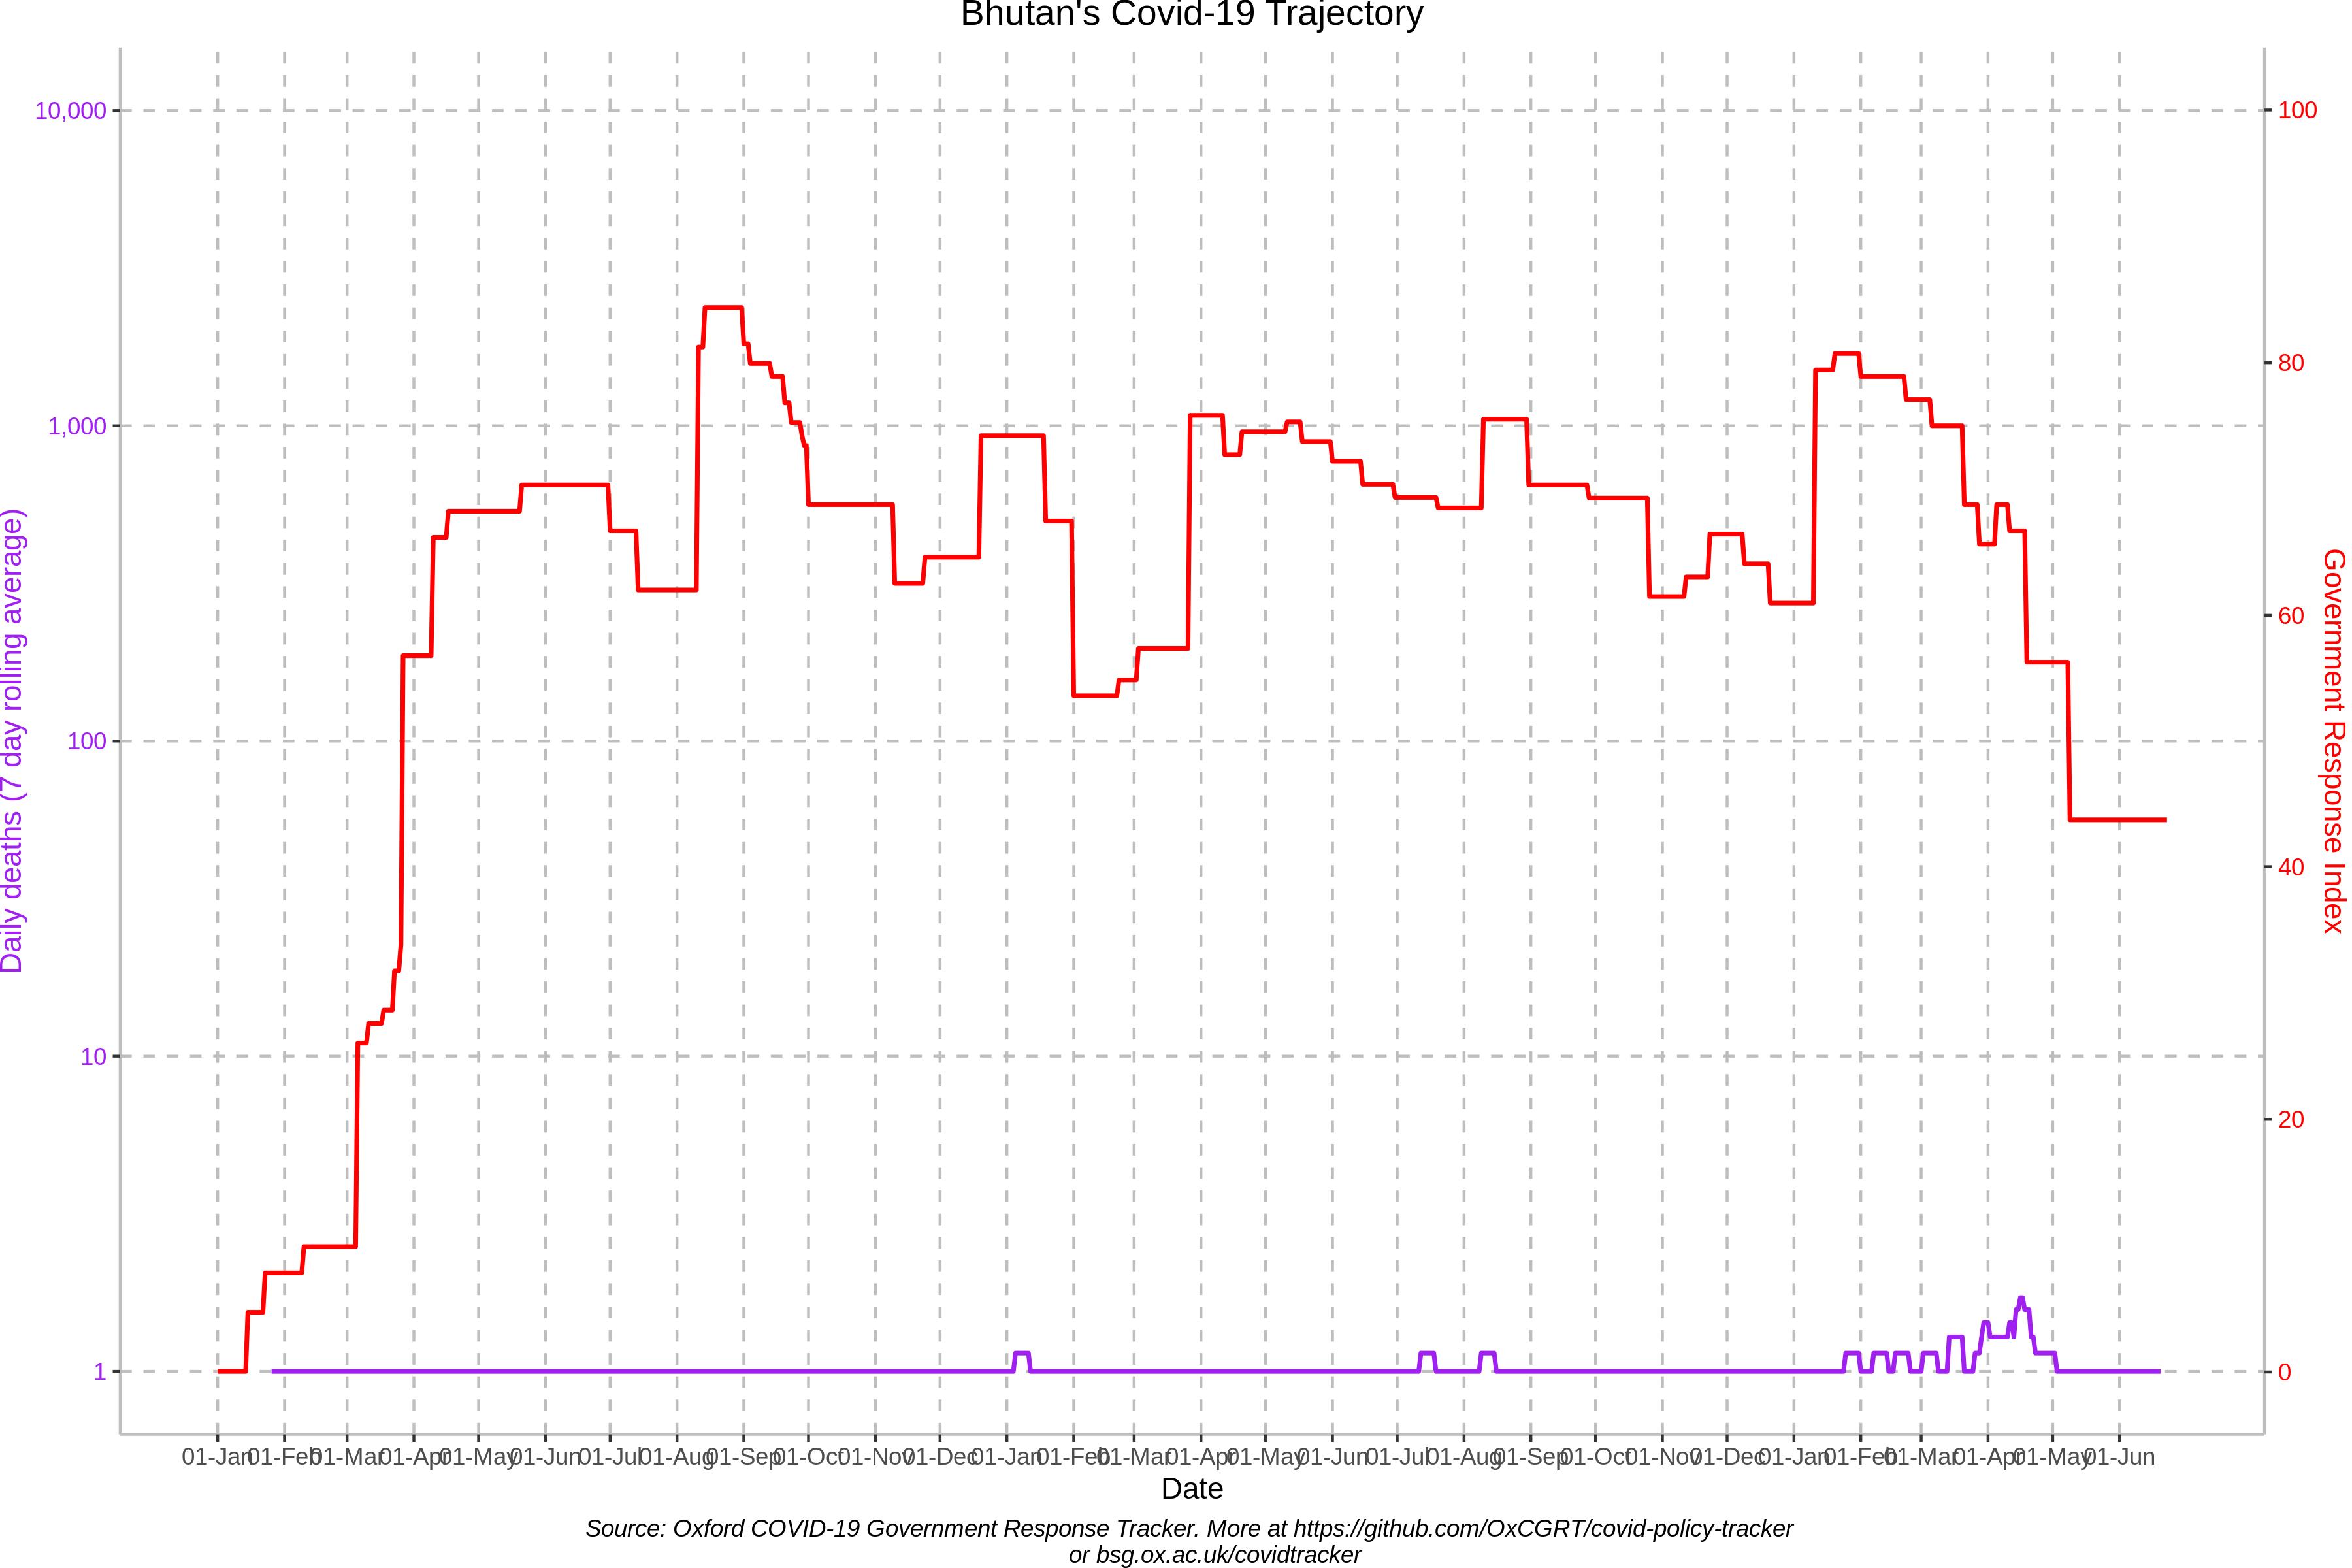 Bhutan's Covid-19 Trajectory
10,000
1,000
100
10
1
Daily deaths (7 day rolling average)
100
80
60
40
20
0
Government Response Index
01-Jan 01-Feb 01-Mar 01-Apr 01-May 01-Jun 01-Jul 01-Aug 01-Sep 01-Oct 01-Nov 01-Dec 01-Jan 01-Feb 01-Mar 01-Apr 01-May 01-Jun 01-Jul 01-Aug 01-Sep 01-Oct 01-Nov 01-Dec 01-Jan 01-Feb 01-Mar 01-Apr 01-May 01-Jun
Date
Source: Oxford COVID-19 Government Response Tracker. More at https://github.com/OxCGRT/covid-policy-tracker
or bsg.ox.ac.uk/covidtracker